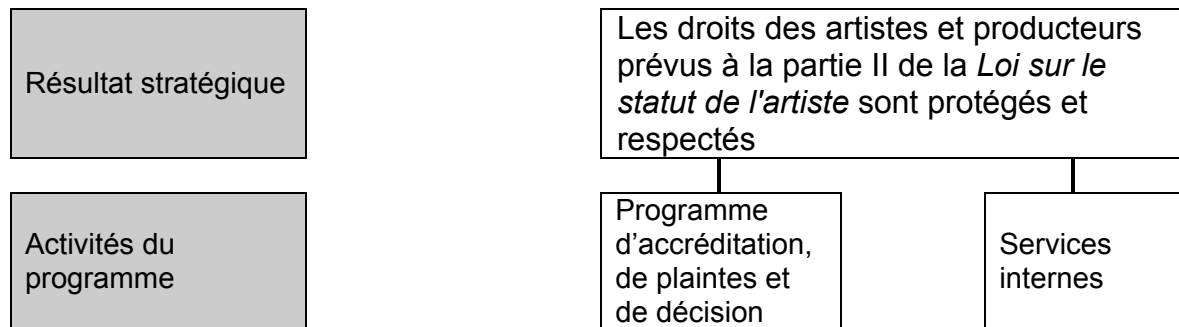 Résultat stratégique
Les droits des artistes et producteurs
prévus à la partie II de la Loi sur le
statut de l'artiste sont protégés et
respectés
Activités du
programme
Programme
d’accréditation,
de plaintes et
de décision
Services
internes